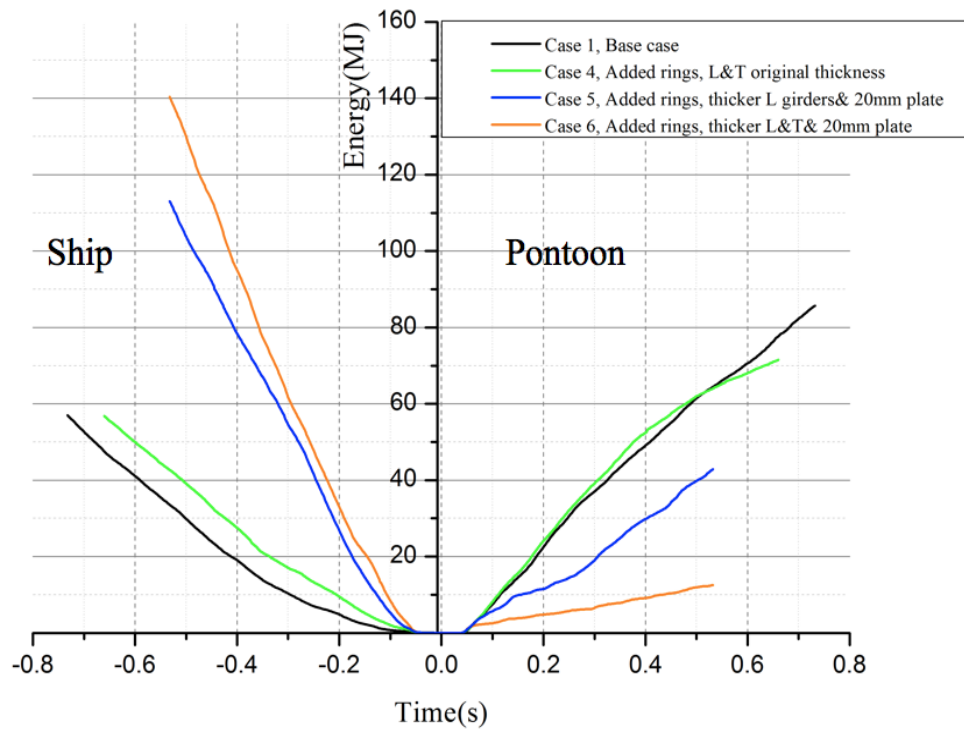 160
140
120
100
80
60
40
20
Energy(MJ)
Case 1, Base case
Case 4, Added rings, L&T original thickness
Case 5, Added rings, thicker L girders& 20mm plate
Case 6, Added rings, thicker L&T& 20mm plate
Ship
Pontoon
-0.8 -0.6 -0.4 -0.2 0.0 0.2 0.4 0.6 0.8
Time(s)